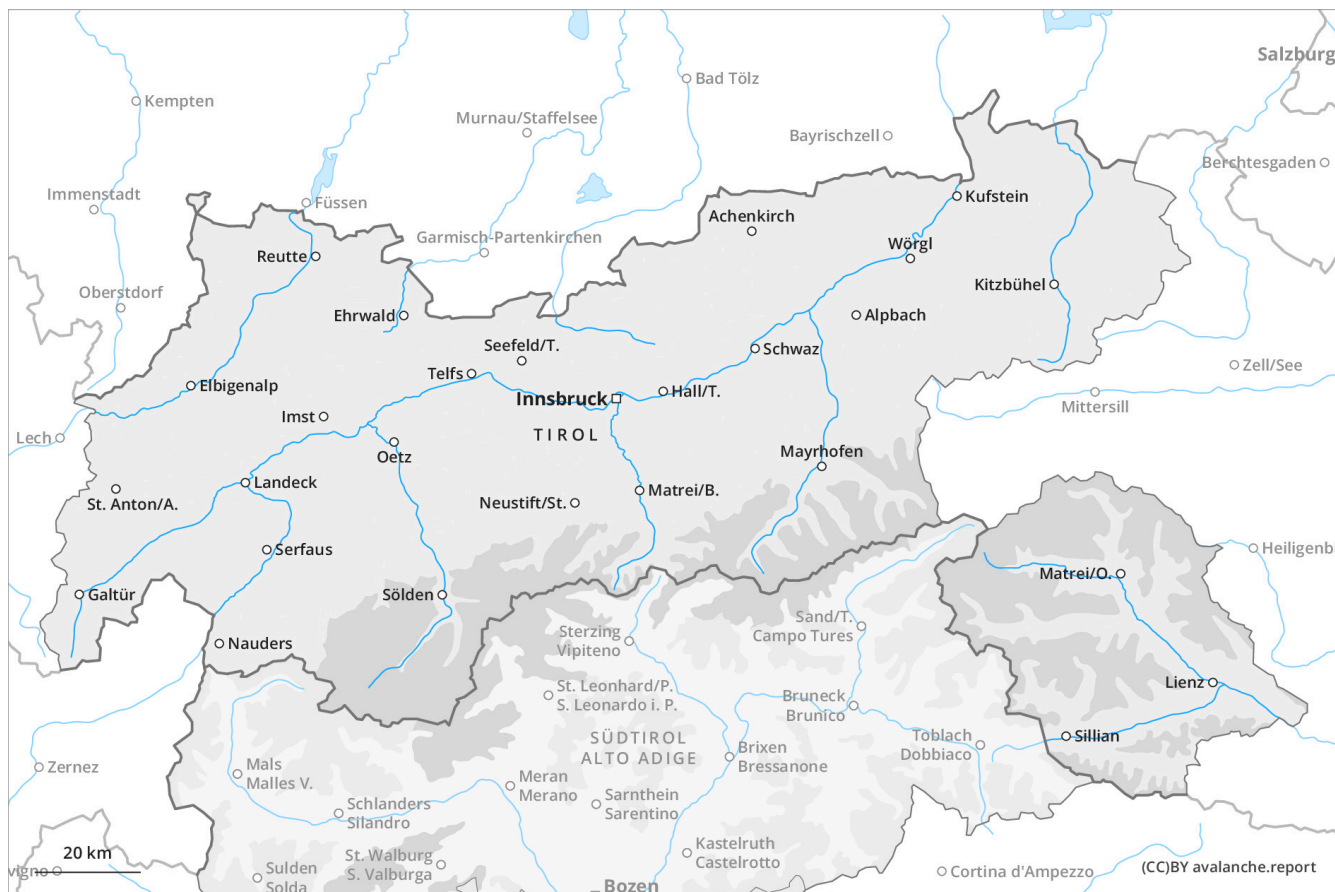 Salzburg
Bad Tölz
Kempten
Murnau/Staffelsee
Bayrischzell
Berchtesgaden
Immenstadt
Füssen
Kufstein
Achenkirch
Garmisch-Partenkirchen
Wörgl
Reutte
Kitzbühel
Oberstdorf
Ehrwald
Alpbach
Seefeld/T.
Schwaz
Zell/See
Telfs
Elbigenalp
Hall/T.
Innsbruck
Mittersill
Imst
TIROL
Lech
Oetz
Mayrhofen
Landeck
St. Anton/A.
Matrei/B.
Neustift/St.
Serfaus
Heiligenb
Matrei/O.
Galtür
Sölden
Sand/T.
Campo Tures
Sterzing
Vipiteno
Nauders
Lienz
St. Leonhard/P.
S. Leonardo i. P.
Bruneck
Brunico
SÜDTIROL
ALTO ADIGE
Toblach
Dobbiaco
Sillian
Brixen
Bressanone
Zernez
Mals
Malles V.
Meran
Merano
Schlanders
Silandro
Sarnthein
Sarentino
Kastelruth
Castelrotto
20 km
vigno
St. Walburg
S. Valburga
Sulden
Solda
Cortina d'Ampezzo
(CC)BY avalanche.report
Bozen